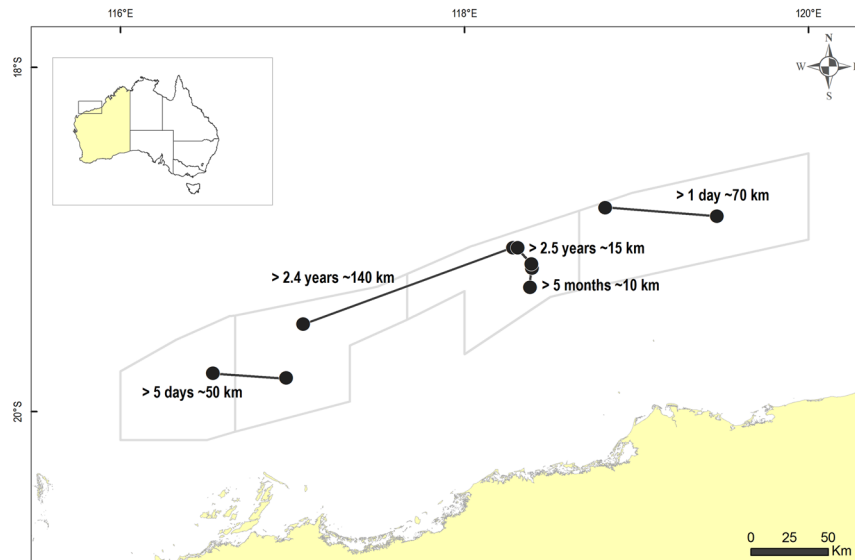 116°E
118°E
120°E
18°S
N
W
E
S
> 1 day ~70 km
> 2.5 years ~15 km
> 2.4 years ~140 km
> 5 months ~10 km
> 5 days ~50 km
20°S
0 25 50
Km